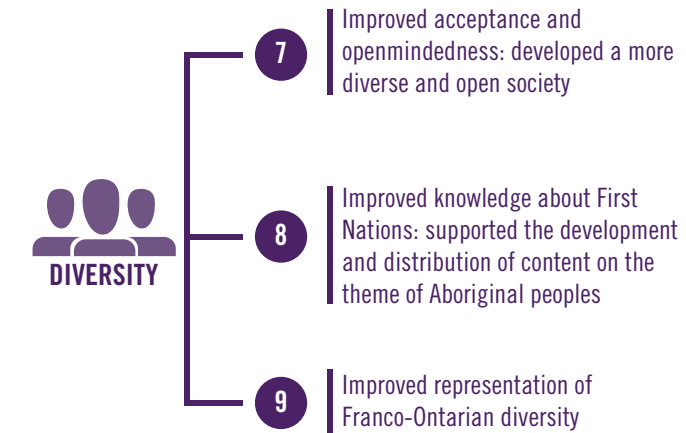 7
Improved acceptance and
openmindedness: developed a more
diverse and open society
DIVERSITY
8
Improved knowledge about First
Nations: supported the development
and distribution of content on the
theme of Aboriginal peoples
9
Improved representation of
Franco-Ontarian diversity